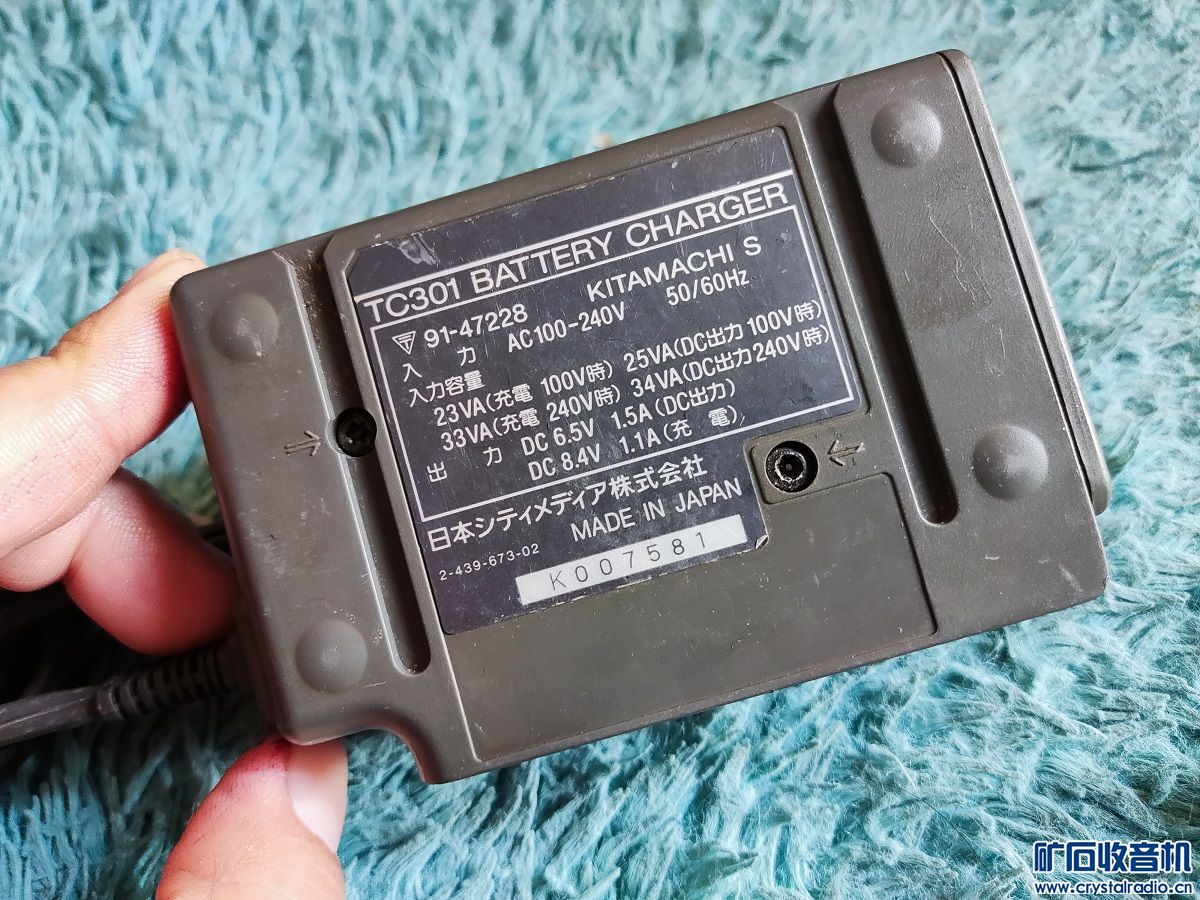 TC301 BATTERY CHARGER
91-47228 KITAMACHI S
入力 AC100-240V 50/60Hz
入力容量
23VA(充電 100V時) 25VA(DC出力 100V時)
33VA(充電 240V時) 34VA(DC出力 240V時)
出力 DC 6.5V 1.5A(DC出力)
DC 8.4V 1.1A(充電)
日本シティメディア株式会社
MADE IN JAPAN
2-439-673-02
K007581
矿石收音机
www.crystalradio.cn